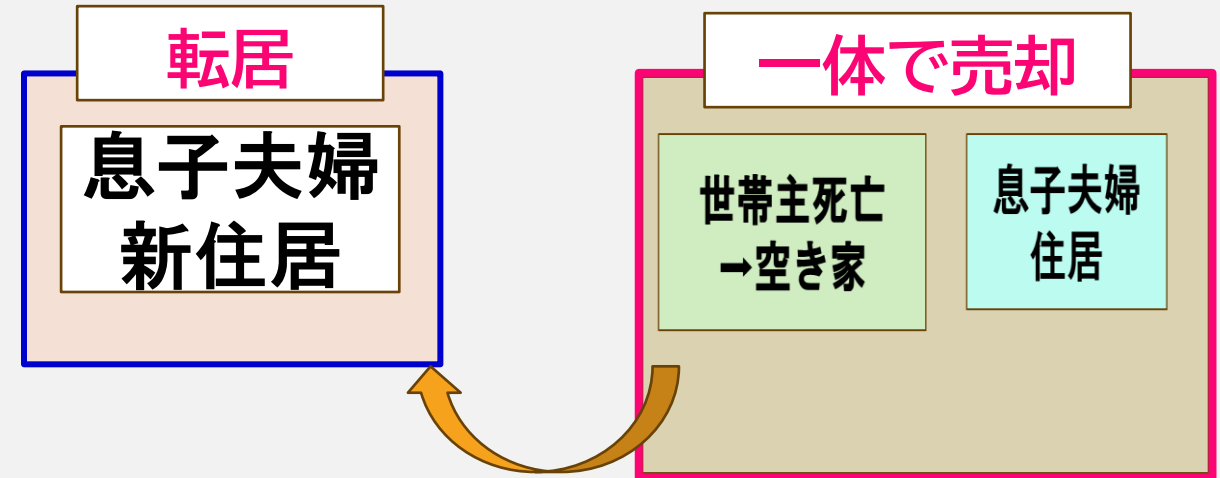 転居
息子夫婦
新住居
一体で売却
世帯主死亡
→空き家
息子夫婦
住居